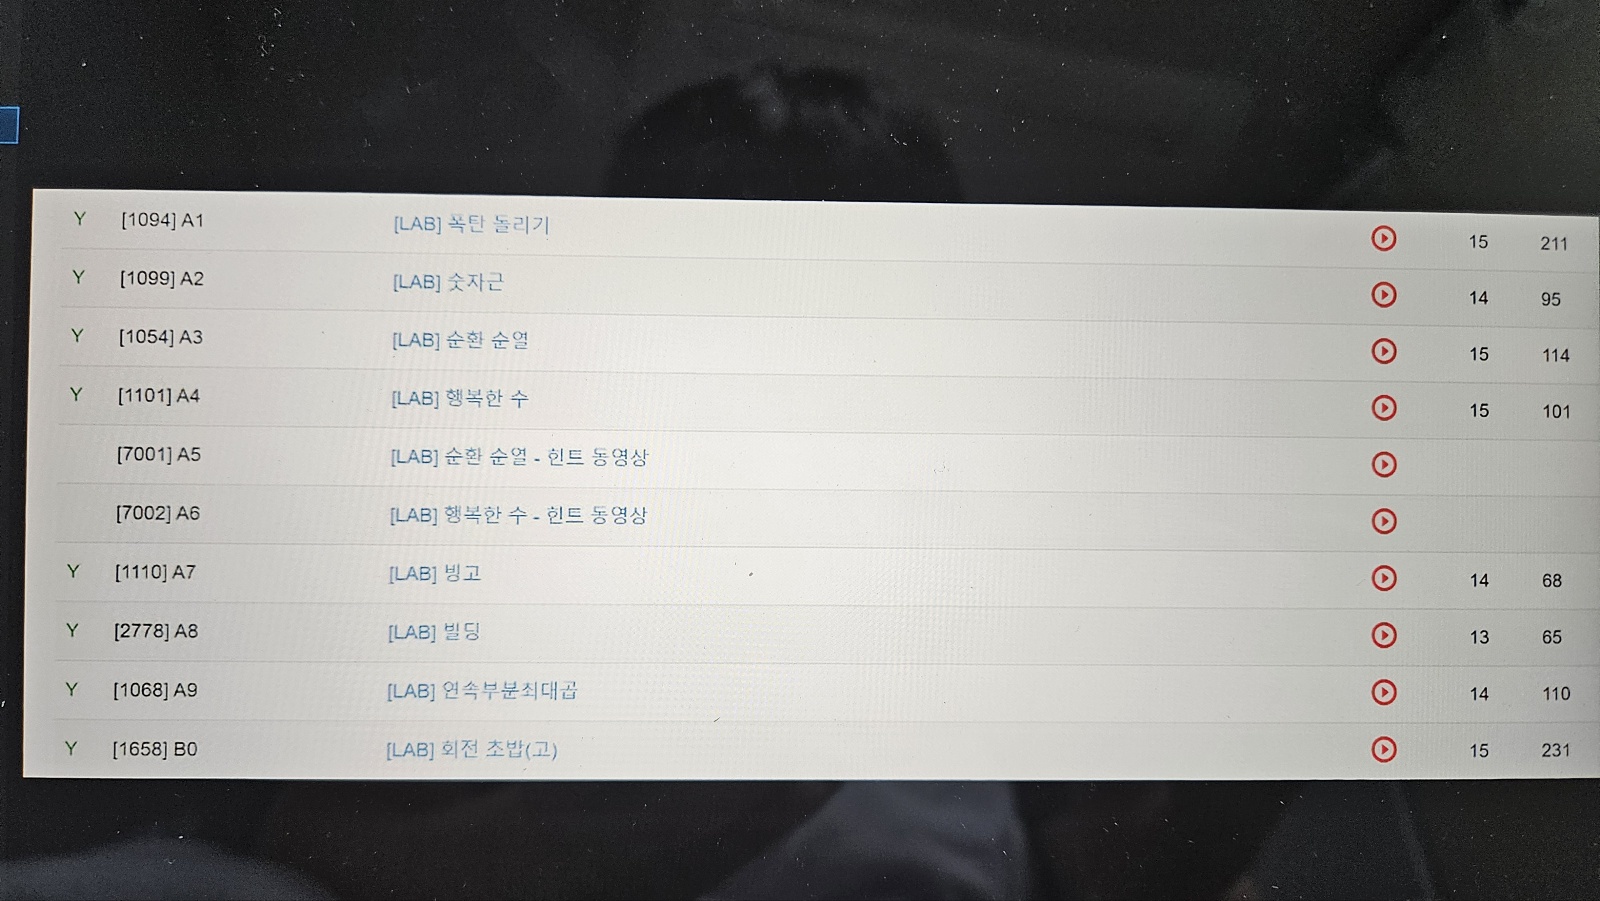 Y [1094] A1 [LAB] 폭탄 돌리기 15 211
Y [1099] A2 [LAB] 숫자근 14 95
Y [1054] A3 [LAB] 순환 순열 15 114
Y [1101] A4 [LAB] 행복한 수 15 101
[7001] A5 [LAB] 순환 순열 - 힌트 동영상
[7002] A6 [LAB] 행복한 수 - 힌트 동영상
Y [1110] A7 [LAB] 빙고 14 68
Y [2778] A8 [LAB] 빌딩 13 65
Y [1068] A9 [LAB] 연속부분최대곱 14 110
Y [1658] B0 [LAB] 회전 초밥(고) 15 231